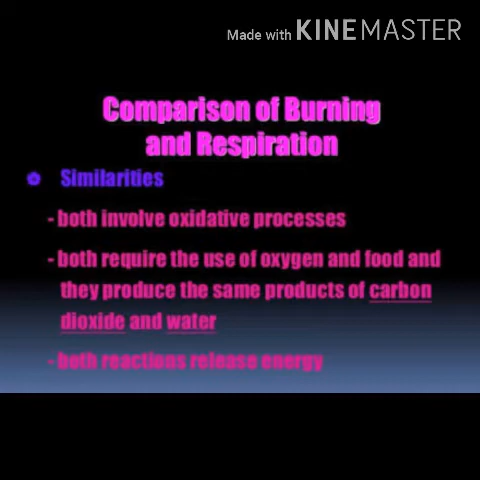 Made with KINEMASTER
Comparison of Burning
and Respiration
Similarities
- both involve oxidative processes
- both require the use of oxygen and food and
they produce the same products of carbon
dioxide and water
- both reactions release energy